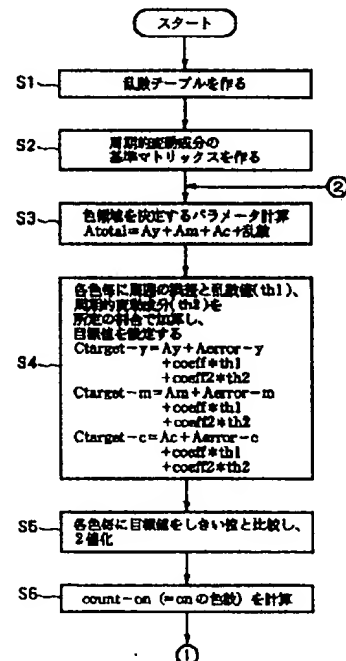 スタート
S1
乱数テーブルを作る
S2
周期的変動成分の
基準マトリックスを作る
②
S3
色領域を決定するパラメータ計算
Atotal=Ay+Am+Ac+乱数
S4
各色毎に周囲の誤差と乱数値(th1)、
周期的変動成分(th2)を
所定の割合で加算し、
目標値を設定する
Ctarget-y=Ay+Aerror-y
+coeff*th1
+coeff2*th2
Ctarget-m=Am+Aerror-m
+coeff*th1
+coeff2*th2
Ctarget-c=Ac+Aerror-c
+coeff*th1
+coeff2*th2
S5
各色毎に目標値をしきい値と比較し、
2値化
S6
count-on (=onの色数) を計算
①